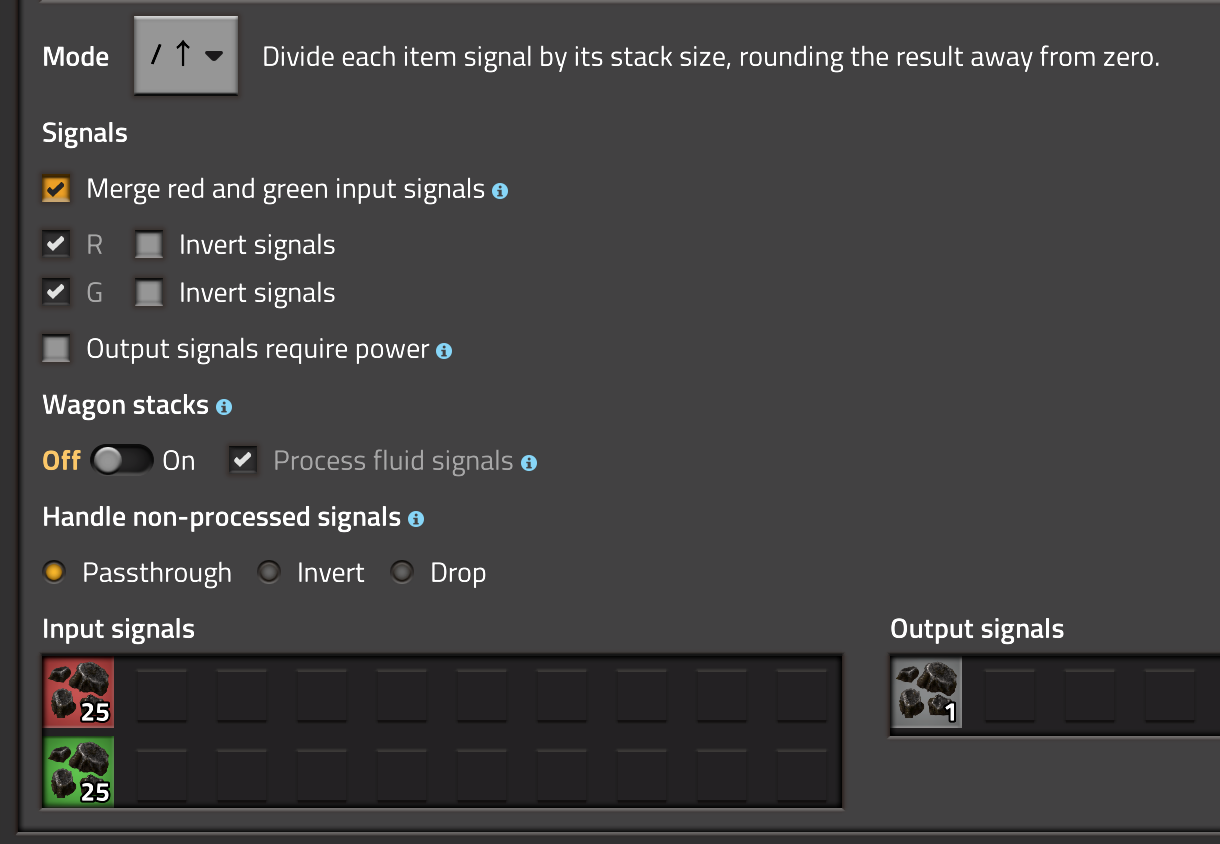 Mode / ↑ Divide each item signal by its stack size, rounding the result away from zero.
Signals
Merge red and green input signals
R Invert signals
G Invert signals
Output signals require power
Wagon stacks
Off On Process fluid signals
Handle non-processed signals
Passthrough Invert Drop
Input signals Output signals
25 1
25